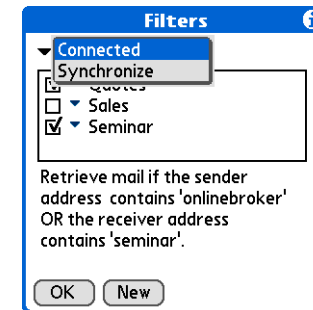 Filters
Connected
Synchronize
Quotes
Sales
Seminar
Retrieve mail if the sender
address contains 'onlinebroker'
OR the receiver address
contains 'seminar'.
OK New